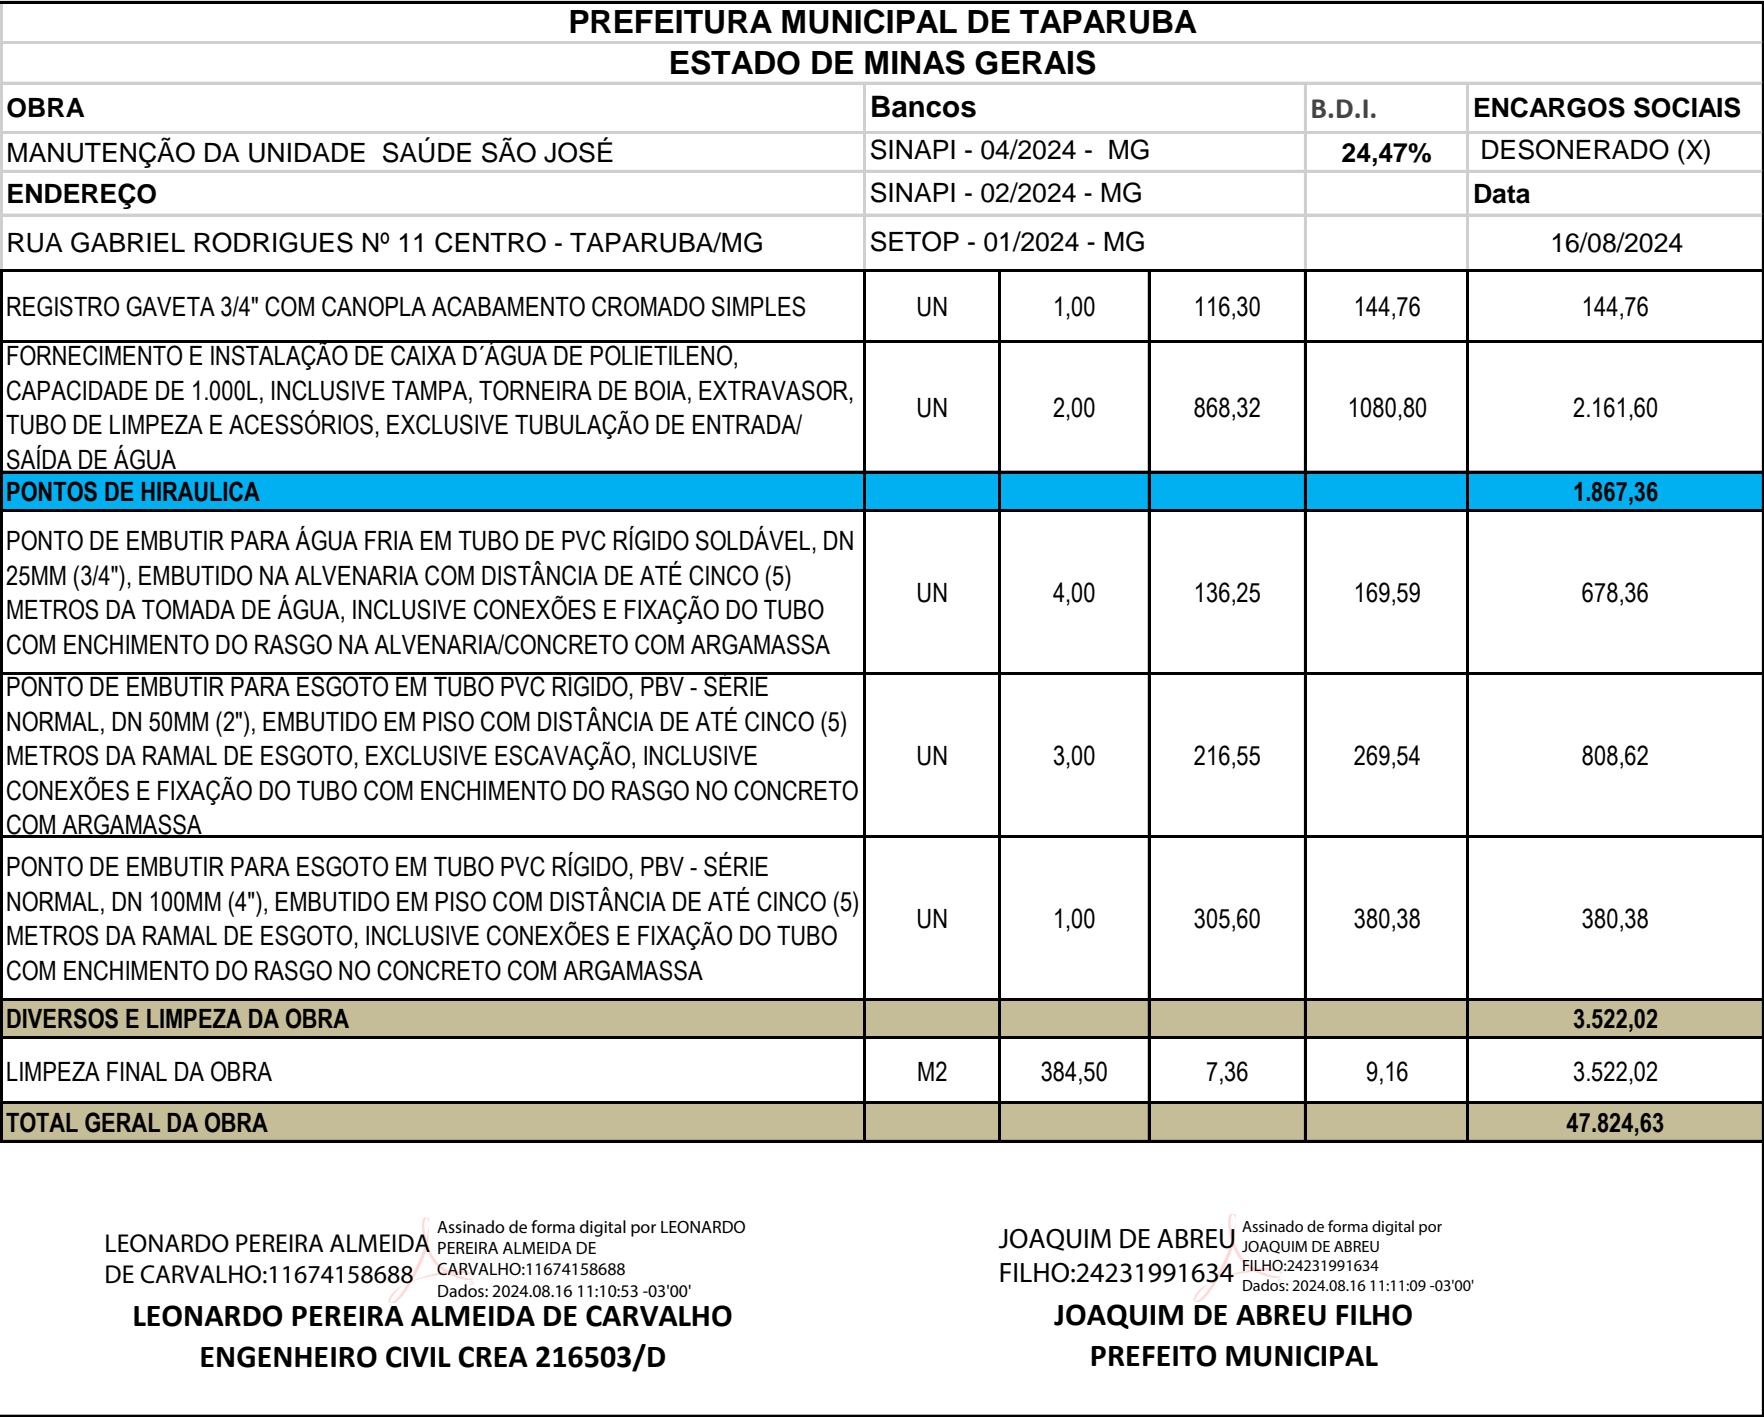 PREFEITURA MUNICIPAL DE TAPARUBA
ESTADO DE MINAS GERAIS
OBRA Bancos B.D.I. ENCARGOS SOCIAIS
MANUTENÇÃO DA UNIDADE SAÚDE SÃO JOSÉ SINAPI - 04/2024 - MG 24,47% DESONERADO (X)
ENDEREÇO SINAPI - 02/2024 - MG Data
RUA GABRIEL RODRIGUES Nº 11 CENTRO - TAPARUBA/MG SETOP - 01/2024 - MG 16/08/2024
REGISTRO GAVETA 3/4" COM CANOPLA ACABAMENTO CROMADO SIMPLES UN 1,00 116,30 144,76 144,76
FORNECIMENTO E INSTALAÇÃO DE CAIXA D´ÁGUA DE POLIETILENO,
CAPACIDADE DE 1.000L, INCLUSIVE TAMPA, TORNEIRA DE BOIA, EXTRAVASOR,
TUBO DE LIMPEZA E ACESSÓRIOS, EXCLUSIVE TUBULAÇÃO DE ENTRADA/
SAÍDA DE ÁGUA
UN 2,00 868,32 1080,80 2.161,60
PONTOS DE HIRAULICA 1.867,36
PONTO DE EMBUTIR PARA ÁGUA FRIA EM TUBO DE PVC RÍGIDO SOLDÁVEL, DN
25MM (3/4"), EMBUTIDO NA ALVENARIA COM DISTÂNCIA DE ATÉ CINCO (5)
METROS DA TOMADA DE ÁGUA, INCLUSIVE CONEXÕES E FIXAÇÃO DO TUBO
COM ENCHIMENTO DO RASGO NA ALVENARIA/CONCRETO COM ARGAMASSA
UN 4,00 136,25 169,59 678,36
PONTO DE EMBUTIR PARA ESGOTO EM TUBO PVC RÍGIDO, PBV - SÉRIE
NORMAL, DN 50MM (2"), EMBUTIDO EM PISO COM DISTÂNCIA DE ATÉ CINCO (5)
METROS DA RAMAL DE ESGOTO, EXCLUSIVE ESCAVAÇÃO, INCLUSIVE
CONEXÕES E FIXAÇÃO DO TUBO COM ENCHIMENTO DO RASGO NO CONCRETO
COM ARGAMASSA
UN 3,00 216,55 269,54 808,62
PONTO DE EMBUTIR PARA ESGOTO EM TUBO PVC RÍGIDO, PBV - SÉRIE
NORMAL, DN 100MM (4"), EMBUTIDO EM PISO COM DISTÂNCIA DE ATÉ CINCO (5)
METROS DA RAMAL DE ESGOTO, INCLUSIVE CONEXÕES E FIXAÇÃO DO TUBO
COM ENCHIMENTO DO RASGO NO CONCRETO COM ARGAMASSA
UN 1,00 305,60 380,38 380,38
DIVERSOS E LIMPEZA DA OBRA 3.522,02
LIMPEZA FINAL DA OBRA M2 384,50 7,36 9,16 3.522,02
TOTAL GERAL DA OBRA 47.824,63
LEONARDO PEREIRA ALMEIDA
DE CARVALHO:11674158688
Assinado de forma digital por LEONARDO
PEREIRA ALMEIDA DE
CARVALHO:11674158688
Dados: 2024.08.16 11:10:53 -03'00'
LEONARDO PEREIRA ALMEIDA DE CARVALHO
ENGENHEIRO CIVIL CREA 216503/D
JOAQUIM DE ABREU
FILHO:24231991634
Assinado de forma digital por
JOAQUIM DE ABREU
FILHO:24231991634
Dados: 2024.08.16 11:11:09 -03'00'
JOAQUIM DE ABREU FILHO
PREFEITO MUNICIPAL